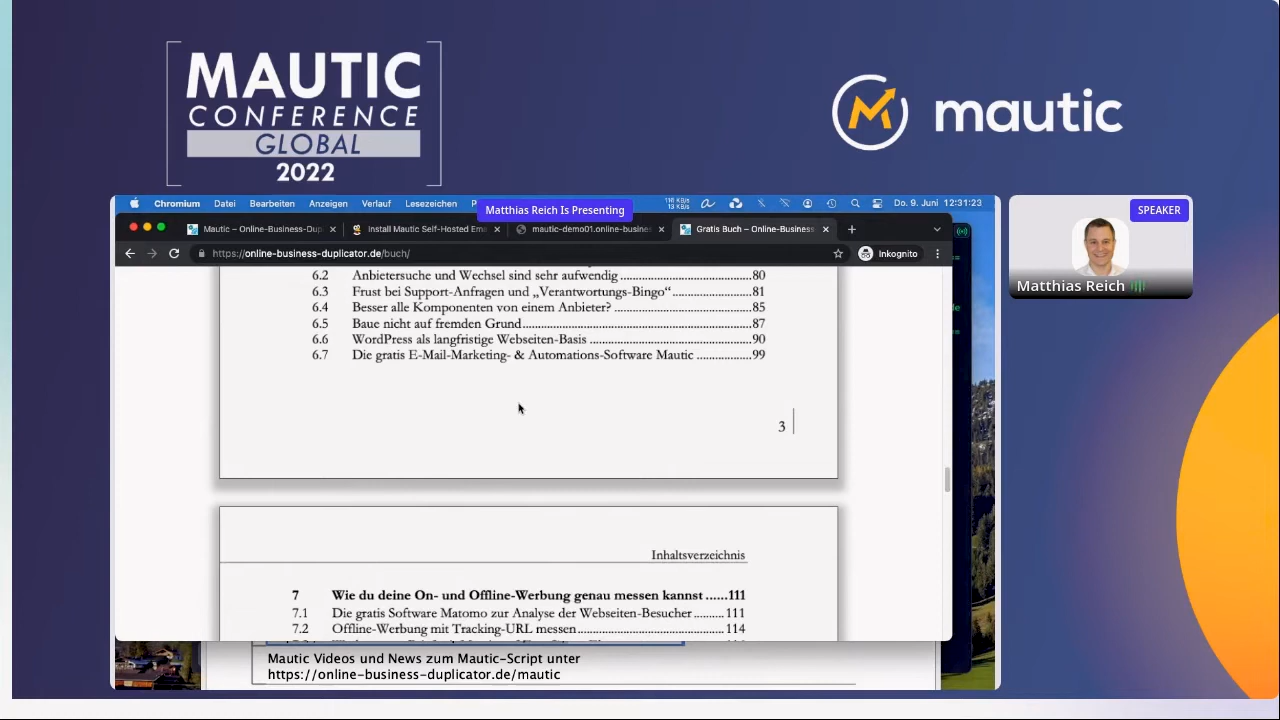 MAUTIC
CONFERENCE
GLOBAL
2022
mautic
Chromium Datei Bearbeiten Anzeigen Verlauf Lesezeichen P
Matthias Reich Is Presenting
116 KB/s
13 KB/s
Do. 9. Juni 12:31:23
Mautic – Online-Business-Dup
Install Mautic Self-Hosted Ema
mautic-demo01.online-busines
Gratis Buch – Online-Business
https://online-business-duplicator.de/buch/
Inkognito
SPEAKER
Matthias Reich
6.2 Anbietersuche und Wechsel sind sehr aufwendig ..........80
6.3 Frust bei Support-Anfragen und „Verantwortungs-Bingo“ ..........81
6.4 Besser alle Komponenten von einem Anbieter? ..........85
6.5 Baue nicht auf fremden Grund ..........87
6.6 WordPress als langfristige Webseiten-Basis ..........90
6.7 Die gratis E-Mail-Marketing- & Automations-Software Mautic ..........99
3
Inhaltsverzeichnis
7 Wie du deine On- und Offline-Werbung genau messen kannst ......111
7.1 Die gratis Software Matomo zur Analyse der Webseiten-Besucher ........ 111
7.2 Offline-Werbung mit Tracking-URL messen .......... 114
Mautic Videos und News zum Mautic-Script unter
https://online-business-duplicator.de/mautic